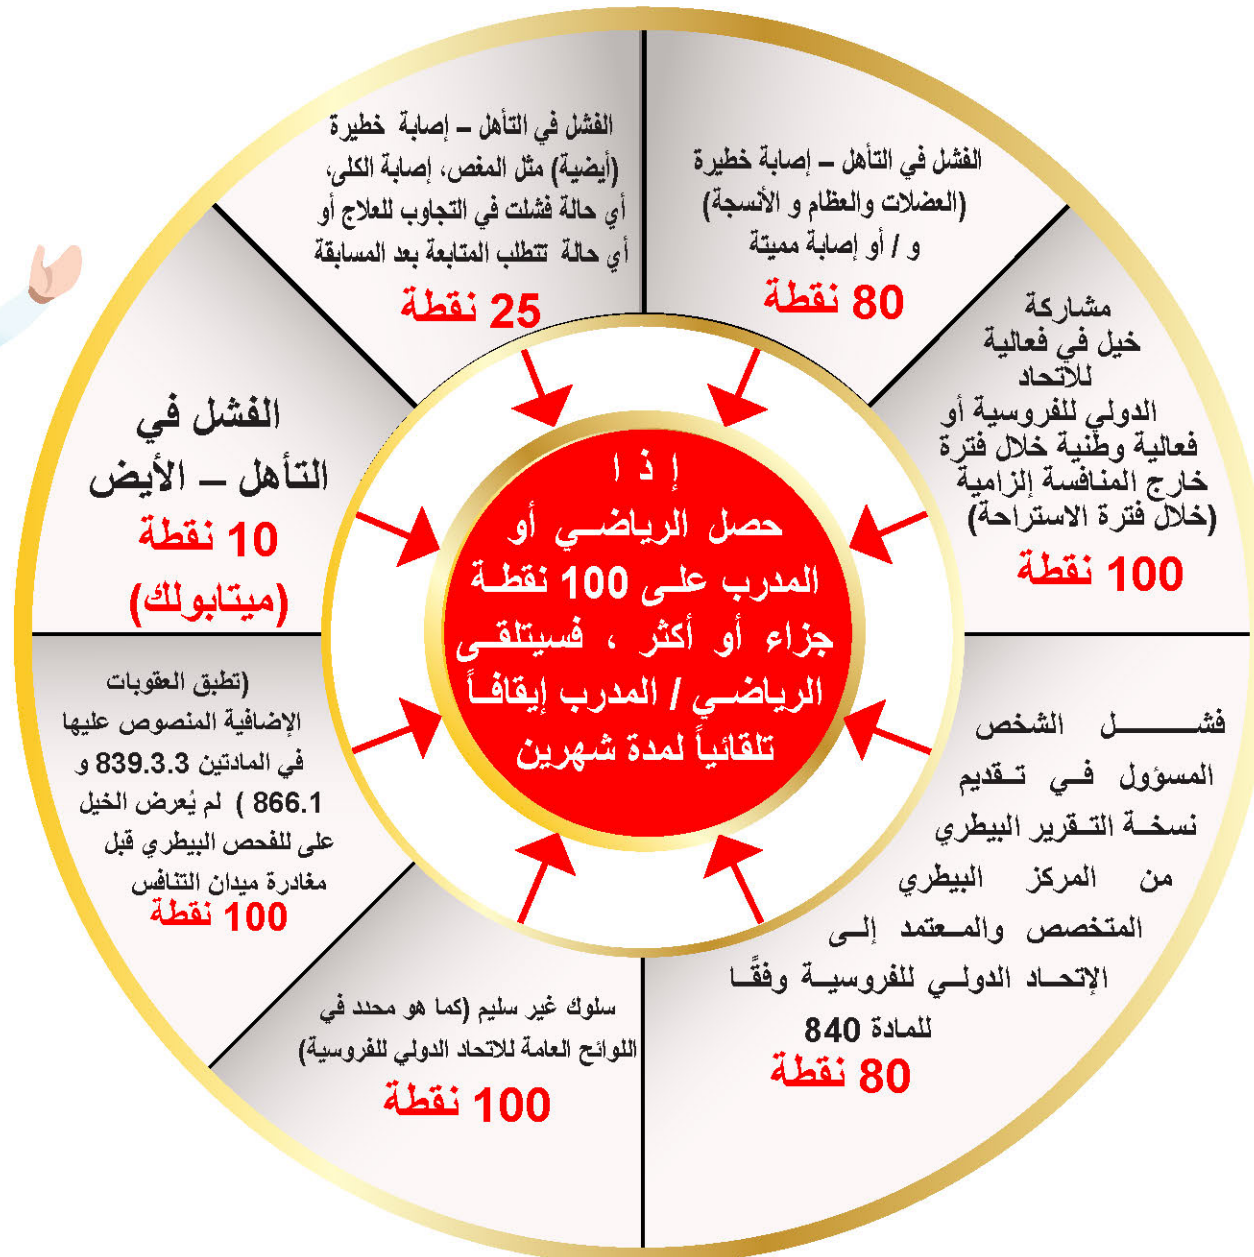 الفشل في التأهل – إصابة خطيرة
(العضلات والعظام و الأنسجة)
و / أو إصابة مميتة
80 نقطة
مشاركة
خيل في فعالية
للاتحاد
الدولي للفروسية أو
فعالية وطنية خلال فترة
خارج المنافسة إلزامية
(خلال فترة الاستراحة)
100 نقطة
فشل الشخص
المسؤول في تقديم
نسخة التقرير البيطري
من المركز البيطري
المتخصص والمعتمد إلى
الإتحاد الدولي للفروسية وفقًا
للمادة 840
80 نقطة
سلوك غير سليم (كما هو محدد في
اللوائح العامة للاتحاد الدولي للفروسية)
100 نقطة
(تطبق العقوبات
الإضافية المنصوص عليها
في المادتين 839.3.3 و
866.1 ) لم يُعرض الخيل
على للفحص البيطري قبل
مغادرة ميدان التنافس
100 نقطة
الفشل في
التأهل – الأيض
10 نقطة
(ميتابولك)
الفشل في التأهل – إصابة خطيرة
(أيضية) مثل المغص، إصابة الكلى،
أي حالة فشلت في التجاوب للعلاج أو
أي حالة تتطلب المتابعة بعد المسابقة
25 نقطة
إ ذ ا
حصل الرياضي أو
المدرب على 100 نقطة
جزاء أو أكثر ، فسيتلقى
الرياضي / المدرب إيقافاً
تلقائياً لمدة شهرين